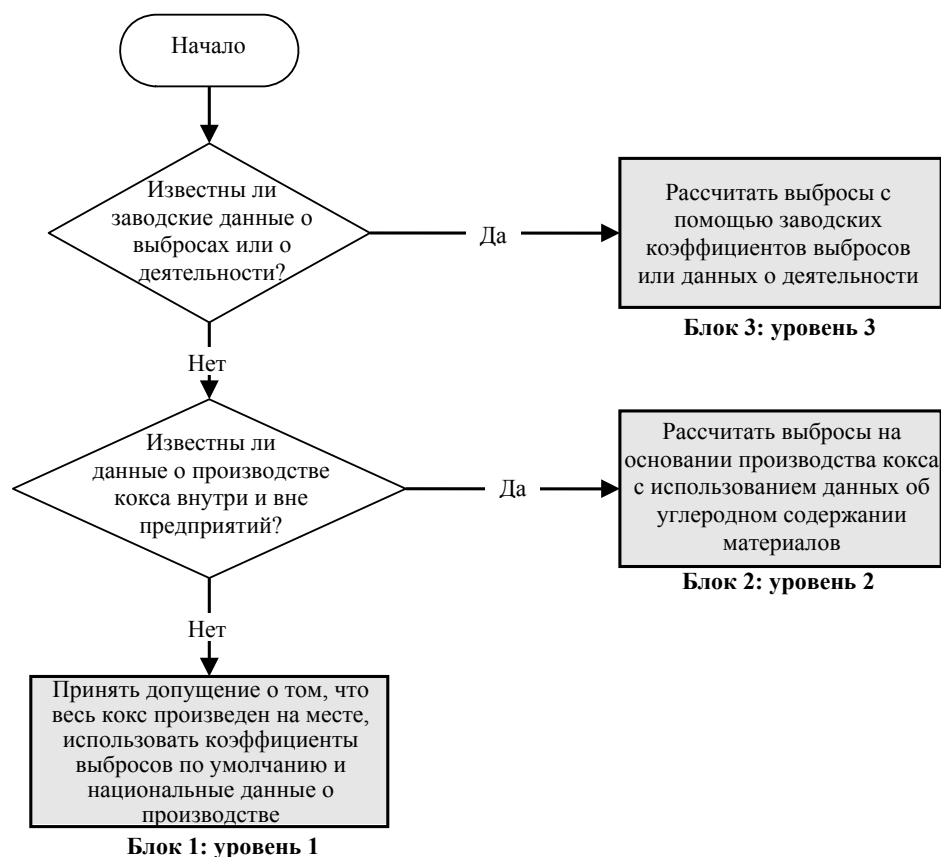 Начало
Известны ли
заводские данные о
выбросах или о
деятельности?
Да
Рассчитать выбросы с
помощью заводских
коэффициентов выбросов
или данных о деятельности
Блок 3: уровень 3
Нет
Известны ли
данные о производстве
кокса внутри и вне
предприятий?
Да
Рассчитать выбросы на
основании производства кокса
с использованием данных об
углеродном содержании
материалов
Блок 2: уровень 2
Нет
Принять допущение о том, что
весь кокс произведен на месте,
использовать коэффициенты
выбросов по умолчанию и
национальные данные о
производстве
Блок 1: уровень 1